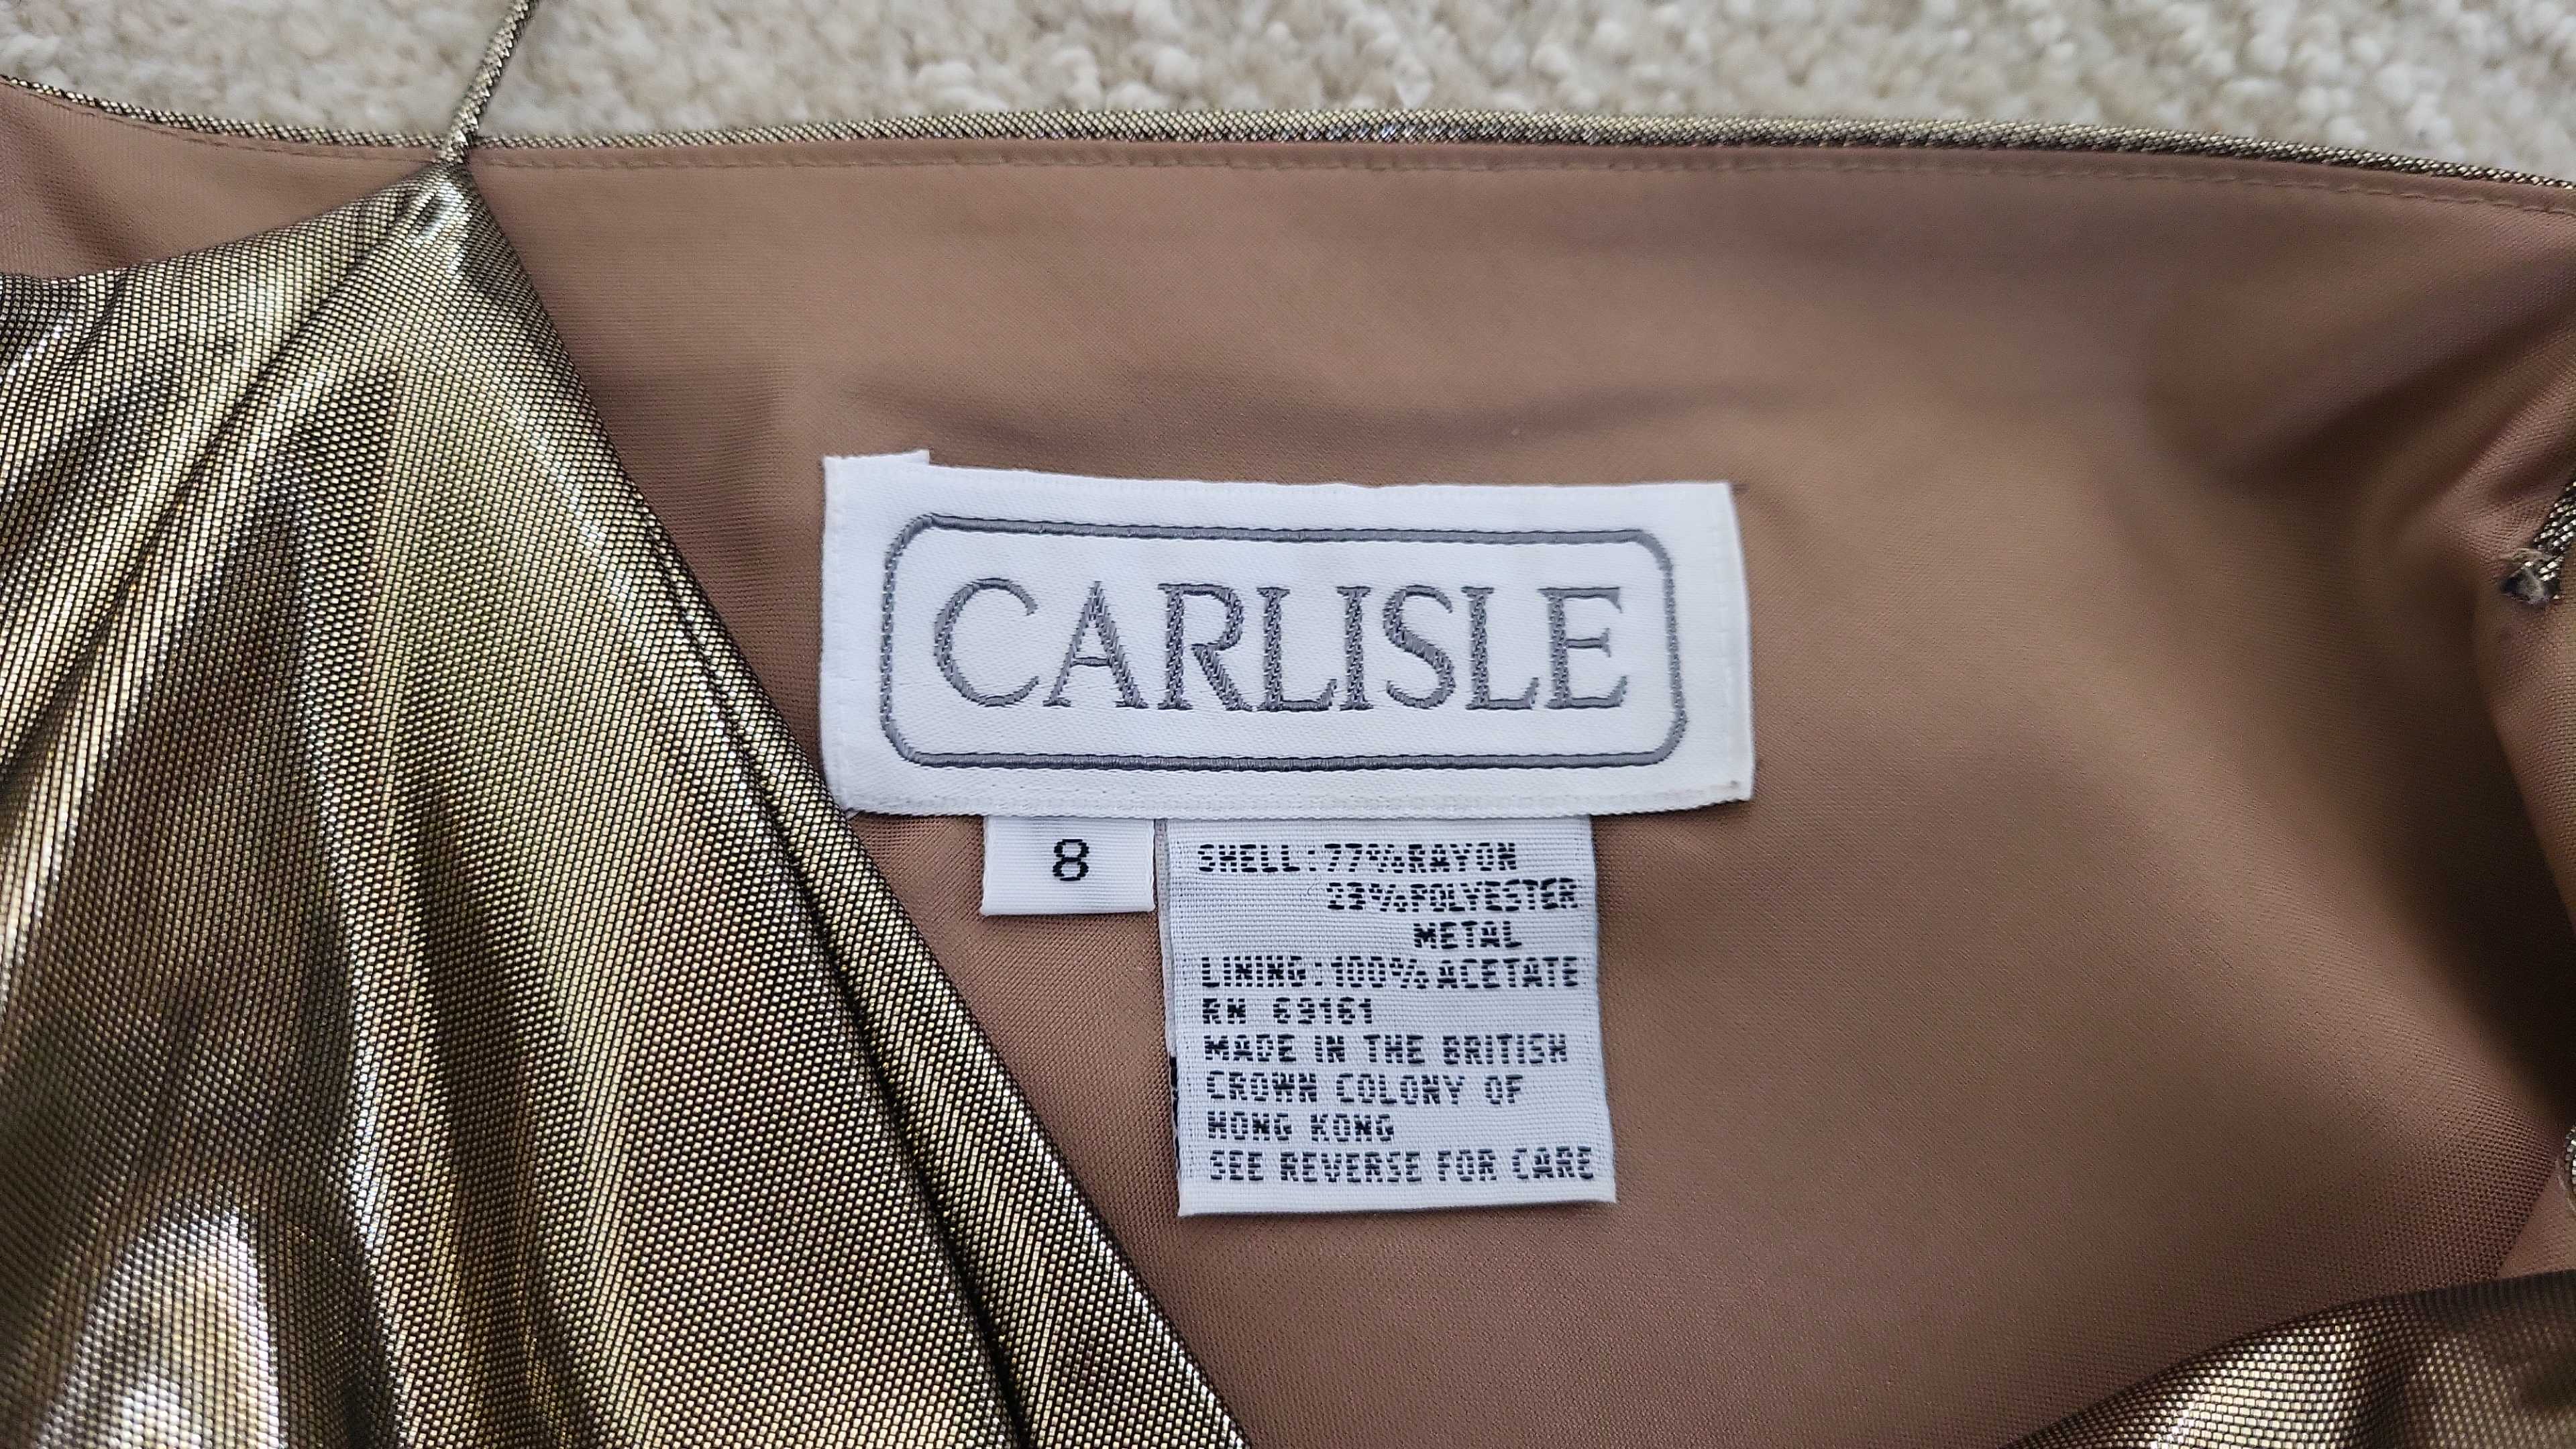 CARLISLE
8
SHELL:77%RAYON
23%POLYESTER
METAL
LINING:100%ACETATE
RN 69161
MADE IN THE BRITISH
CROWN COLONY OF
HONG KONG
SEE REVERSE FOR CARE